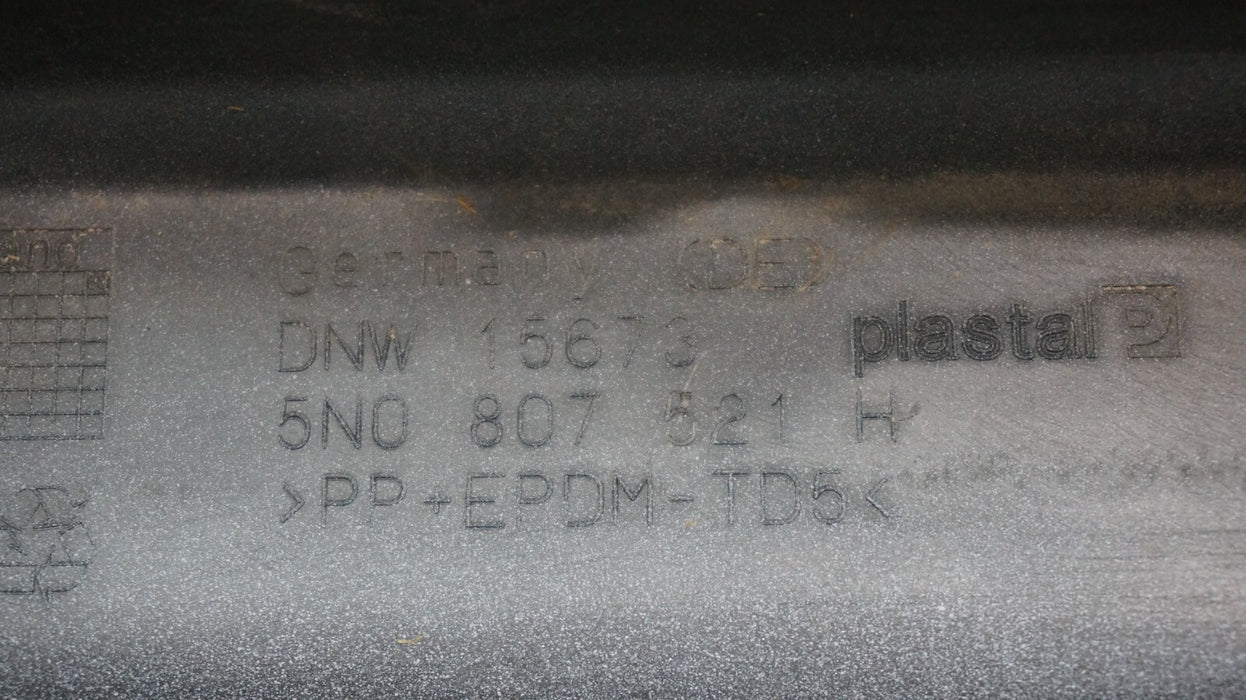 Germany (DE)
DNW 15673
plastal
5N0 807 521 H
>PP+EPDM-TD5<